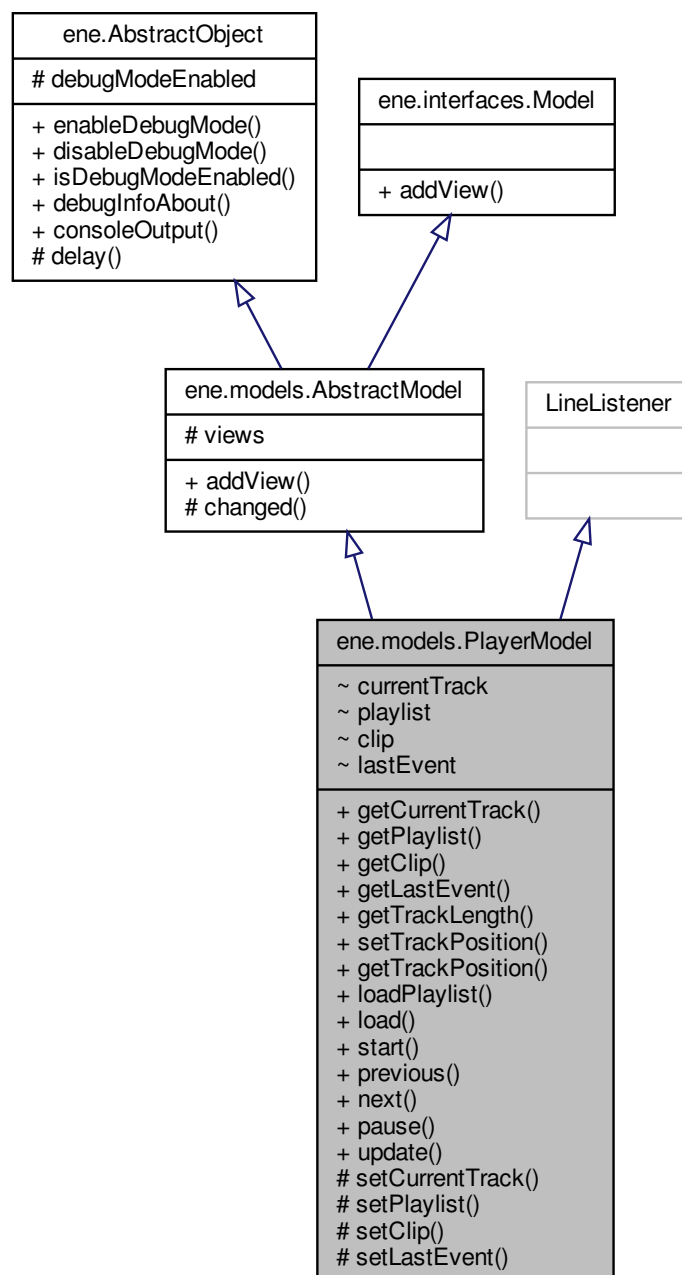 ene.AbstractObject
# debugModeEnabled
+ enableDebugMode()
+ disableDebugMode()
+ isDebugModeEnabled()
+ debugInfoAbout()
+ consoleOutput()
# delay()
ene.interfaces.Model
+ addView()
ene.models.AbstractModel
# views
+ addView()
# changed()
LineListener
ene.models.PlayerModel
~ currentTrack
~ playlist
~ clip
~ lastEvent
+ getCurrentTrack()
+ getPlaylist()
+ getClip()
+ getLastEvent()
+ getTrackLength()
+ setTrackPosition()
+ getTrackPosition()
+ loadPlaylist()
+ load()
+ start()
+ previous()
+ next()
+ pause()
+ update()
# setCurrentTrack()
# setPlaylist()
# setClip()
# setLastEvent()